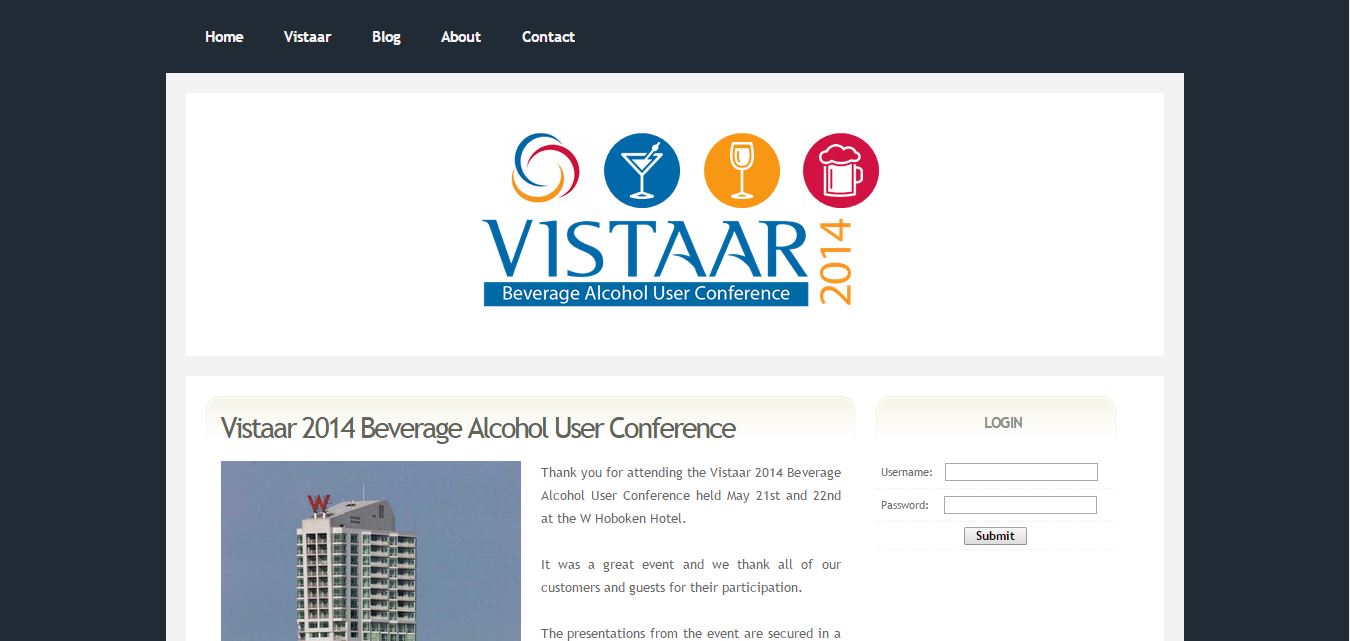 Home Vistaar Blog About Contact
VISTAAR 2014
Beverage Alcohol User Conference
Vistaar 2014 Beverage Alcohol User Conference
W
Thank you for attending the Vistaar 2014 Beverage
Alcohol User Conference held May 21st and 22nd
at the W Hoboken Hotel.
It was a great event and we thank all of our
customers and guests for their participation.
The presentations from the event are secured in a
LOGIN
Username:
Password:
Submit